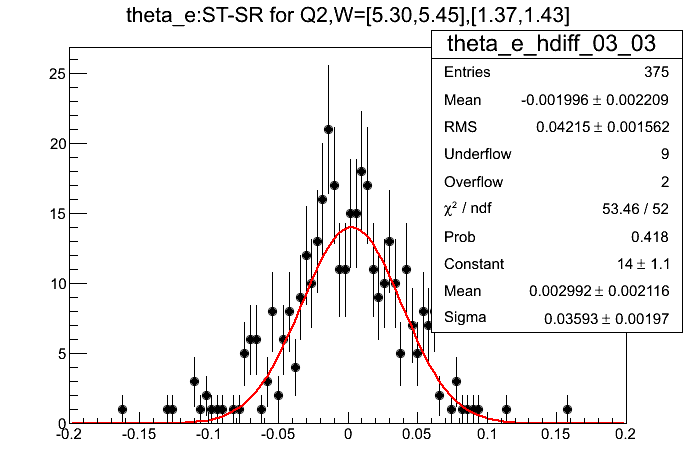 theta_e:ST-SR for Q2,W=[5.30,5.45],[1.37,1.43]
theta_e_hdiff_03_03
Entries 375
Mean -0.001996 ± 0.002209
RMS 0.04215 ± 0.001562
Underflow 9
Overflow 2
χ² / ndf 53.46 / 52
Prob 0.418
Constant 14 ± 1.1
Mean 0.002992 ± 0.002116
Sigma 0.03593 ± 0.00197
25
20
15
10
5
0
-0.2 -0.15 -0.1 -0.05 0 0.05 0.1 0.15 0.2